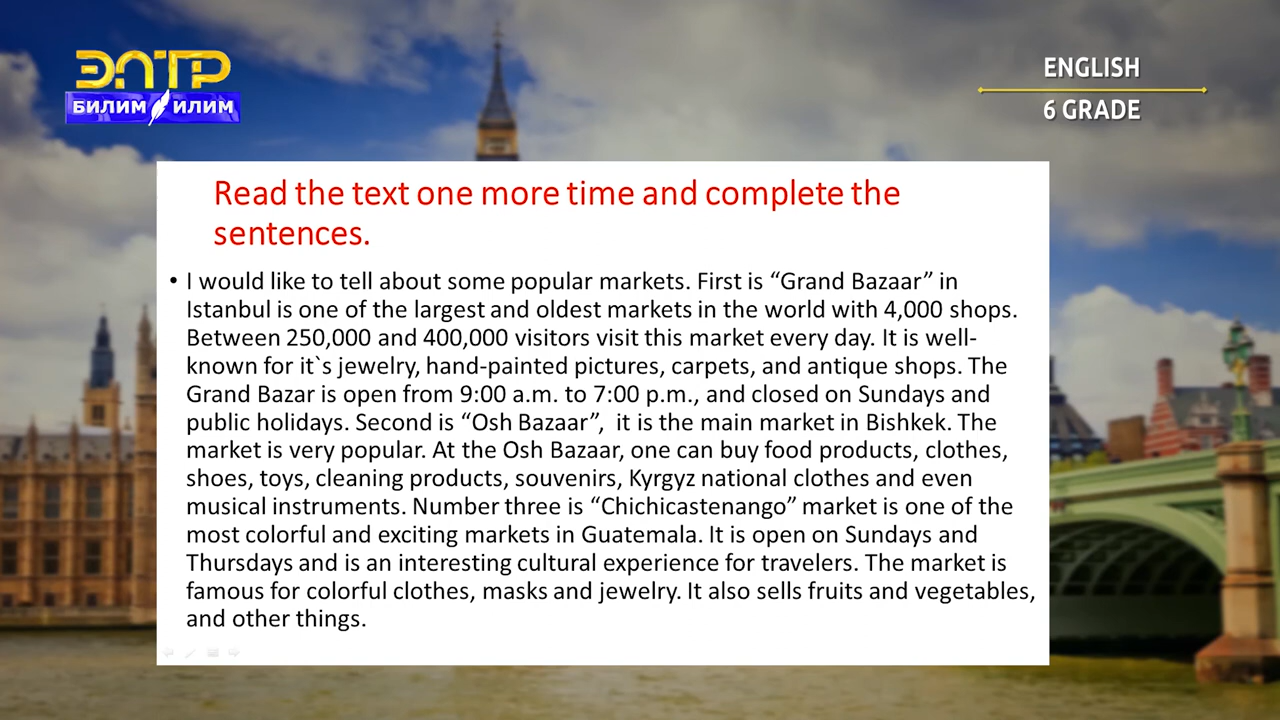 ЭЛТР
БИЛИМ ИЛИМ
ENGLISH
6 GRADE
Read the text one more time and complete the
sentences.
• I would like to tell about some popular markets. First is “Grand Bazaar” in
Istanbul is one of the largest and oldest markets in the world with 4,000 shops.
Between 250,000 and 400,000 visitors visit this market every day. It is well-
known for it`s jewelry, hand-painted pictures, carpets, and antique shops. The
Grand Bazar is open from 9:00 a.m. to 7:00 p.m., and closed on Sundays and
public holidays. Second is “Osh Bazaar”,  it is the main market in Bishkek. The
market is very popular. At the Osh Bazaar, one can buy food products, clothes,
shoes, toys, cleaning products, souvenirs, Kyrgyz national clothes and even
musical instruments. Number three is “Chichicastenango” market is one of the
most colorful and exciting markets in Guatemala. It is open on Sundays and
Thursdays and is an interesting cultural experience for travelers. The market is
famous for colorful clothes, masks and jewelry. It also sells fruits and vegetables,
and other things.